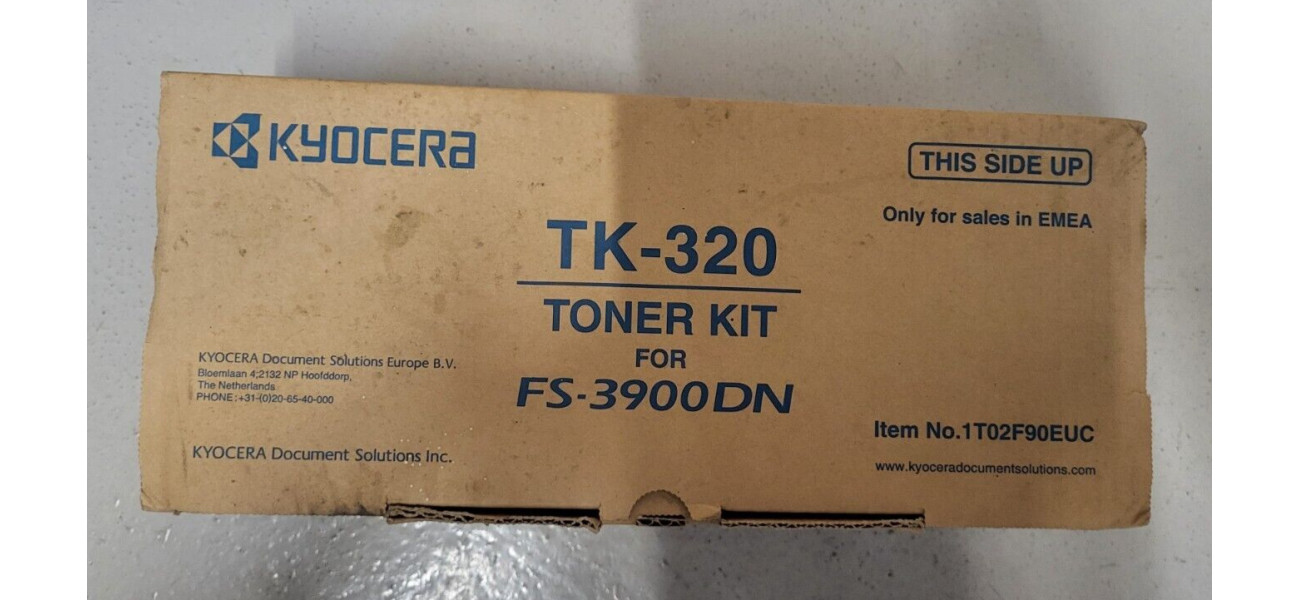 KYOCERA
THIS SIDE UP
Only for sales in EMEA
TK-320
TONER KIT
FOR
FS-3900DN
KYOCERA Document Solutions Europe B.V.
Bloemlaan 4;2132 NP Hoofddorp,
The Netherlands
PHONE:+31-(0)20-65-40-000
KYOCERA Document Solutions Inc.
Item No.1T02F90EUC
www.kyoceradocumentsolutions.com